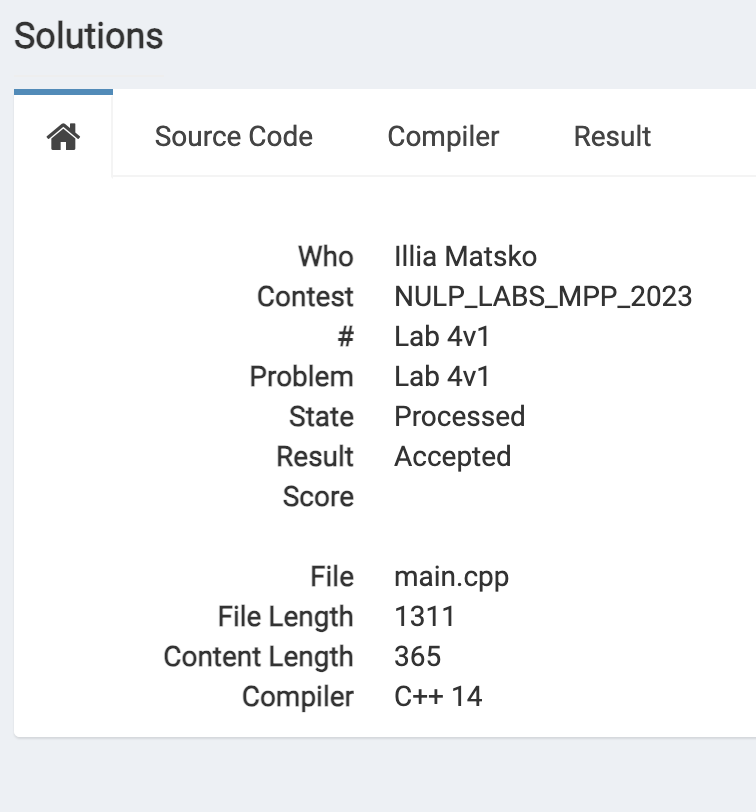 Solutions
Source Code Compiler Result
Who Illia Matsko
Contest NULP_LABS_MPP_2023
# Lab 4v1
Problem Lab 4v1
State Processed
Result Accepted
Score
File main.cpp
File Length 1311
Content Length 365
Compiler C++ 14